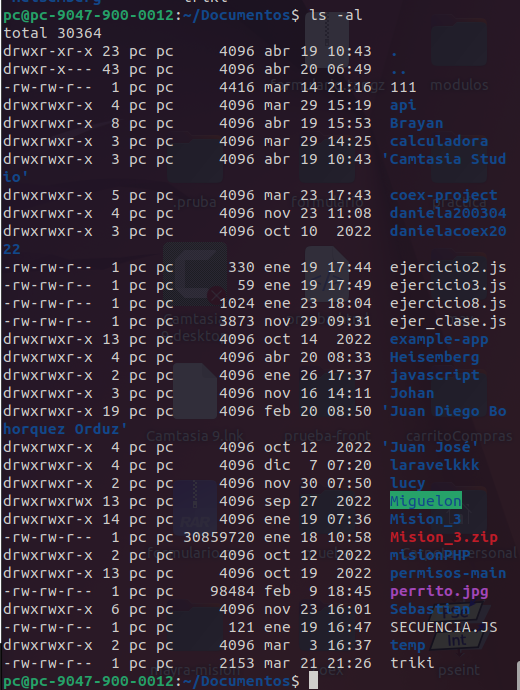 pc@pc-9047-900-0012:~/Documentos$ ls -al
total 30364
drwxr-xr-x 23 pc pc     4096 abr 19 10:43  .
drwxr-x--- 43 pc pc     4096 abr 20 06:49  ..
-rw-rw-r--  1 pc pc     4416 mar 14 21:16  111
drwxrwxr-x  4 pc pc     4096 mar 29 15:19  api
drwxrwxr-x  8 pc pc     4096 abr 19 15:53  Brayan
drwxrwxr-x  3 pc pc     4096 mar 29 14:25  calculadora
drwxrwxr-x  3 pc pc     4096 abr 19 10:43 'Camtasia Stud
io'
drwxrwxr-x  5 pc pc     4096 mar 23 17:43  coex-project
drwxrwxr-x  4 pc pc     4096 nov 23 11:08  daniela200304
drwxrwxr-x  3 pc pc     4096 oct 10  2022  danielacoex20
22
-rw-rw-r--  1 pc pc      330 ene 19 17:44  ejercicio2.js
-rw-rw-r--  1 pc pc       59 ene 19 17:49  ejercicio3.js
-rw-rw-r--  1 pc pc     1024 ene 23 18:04  ejercicio8.js
-rw-rw-r--  1 pc pc     3873 nov 29 09:31  ejer_clase.js
drwxrwxr-x 13 pc pc     4096 oct 14  2022  example-app
drwxrwxr-x  4 pc pc     4096 abr 20 08:33  Heisemberg
drwxrwxr-x  2 pc pc     4096 ene 26 17:37  javascript
drwxrwxr-x  3 pc pc     4096 nov 16 14:11  Johan
drwxrwxr-x 19 pc pc     4096 feb 20 08:50 'Juan Diego Bo
horquez Orduz'
drwxrwxr-x  4 pc pc     4096 oct 12  2022 'Juan José'
drwxrwxr-x  4 pc pc     4096 dic  7 07:20  laravelkkk
drwxrwxr-x  2 pc pc     4096 nov 30 07:50  lucy
drwxrwxrwx 13 pc pc     4096 sep 27  2022  Miguelon
drwxrwxr-x 14 pc pc     4096 ene 19 07:36  Mision_3
-rw-rw-r--  1 pc pc 30859720 ene 18 10:58  Mision_3.zip
drwxrwxr-x  2 pc pc     4096 oct 12  2022  misionPHP
drwxrwxr-x 13 pc pc     4096 oct 19  2022  permisos-main
-rw-rw-r--  1 pc pc    98484 feb  9 18:45  perrito.jpg
drwxrwxr-x  6 pc pc     4096 nov 23 16:01  Sebastian
-rw-rw-r--  1 pc pc      121 ene 19 16:47  SECUENCIA.JS
drwxrwxr-x  2 pc pc     4096 mar  3 16:37  temp
-rw-rw-r--  1 pc pc     2153 mar 21 21:26  triki
pc@pc-9047-900-0012:~/Documentos$
modulos
Camtasia 9.lnk
prueba-front
carritoCompras
pseint